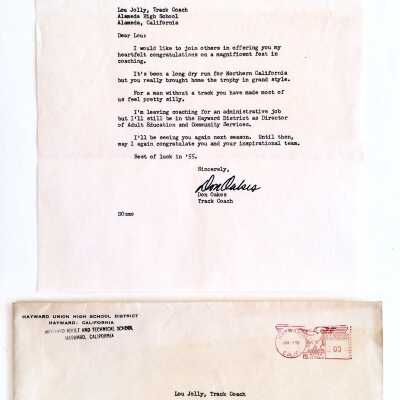 Lou Jolly, Track Coach
Alameda High School
Alameda, California
Dear Lou:
I would like to join others in offering you my
heartfelt congratulations on a magnificent feat in
coaching.
It's been a long dry run for Northern California
but you really brought home the trophy in grand style.
For a man without a track you have made most of
us feel pretty silly.
I'm leaving coaching for an administrative job
but I'll still be in the Hayward District as Director
of Adult Education and Community Services.
I'll be seeing you again next season. Until then,
may I again congratulate you and your inspirational team.
Best of luck in '55.
Sincerely,
Don Oakes
Don Oakes
Track Coach
DO:me
HAYWARD UNION HIGH SCHOOL DISTRICT
HAYWARD, CALIFORNIA
ADULT AND TECHNICAL SCHOOL
HAYWARD, CALIFORNIA
Lou Jolly, Track Coach